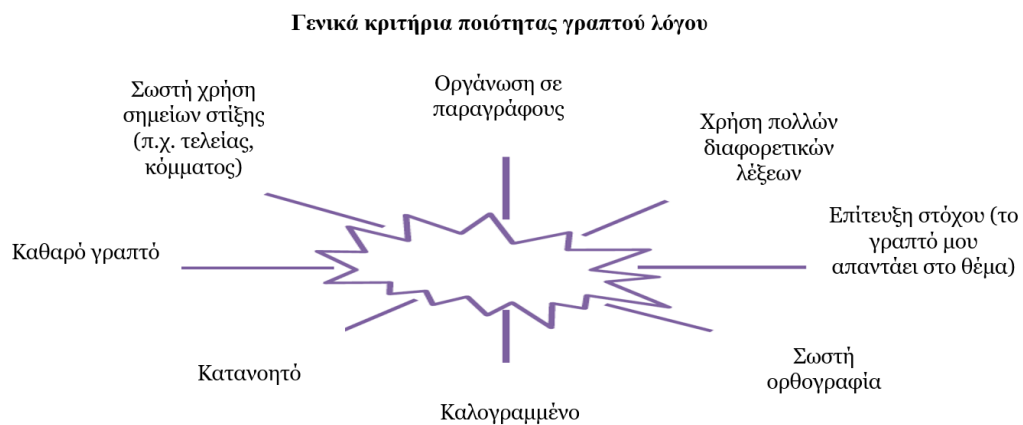 Γενικά κριτήρια ποιότητας γραπτού λόγου
Σωστή χρήση
σημείων στίξης
(π.χ. τελείας,
κόμματος)
Οργάνωση σε
παραγράφους
Χρήση πολλών
διαφορετικών
λέξεων
Καθαρό γραπτό
Επίτευξη στόχου (το
γραπτό μου
απαντάει στο θέμα)
Κατανοητό
Καλογραμμένο
Σωστή
ορθογραφία